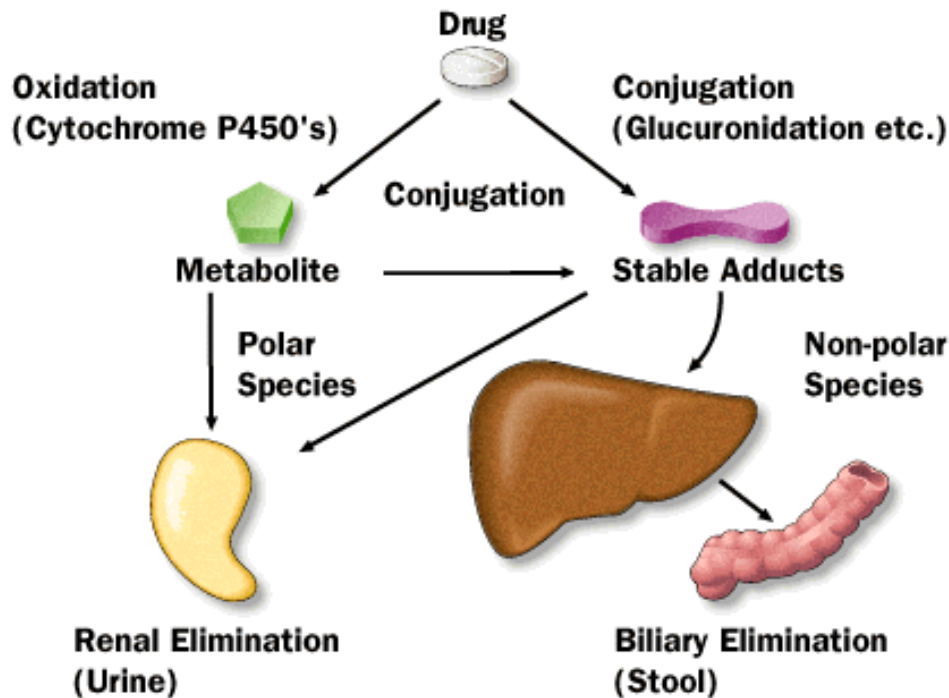 Drug
Oxidation
(Cytochrome P450's)
Conjugation
(Glucuronidation etc.)
Conjugation
Metabolite
Stable Adducts
Polar
Species
Non-polar
Species
Renal Elimination
(Urine)
Biliary Elimination
(Stool)